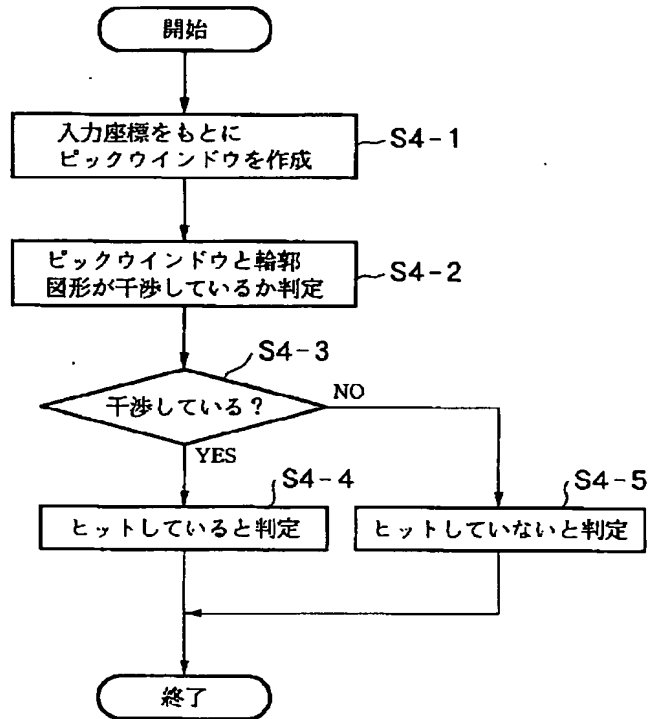 開始
入力座標をもとに
ピックウインドウを作成
S4-1
ピックウインドウと輪郭
図形が干渉しているか判定
S4-2
S4-3
干渉している?
NO
YES
S4-4
ヒットしていると判定
S4-5
ヒットしていないと判定
終了